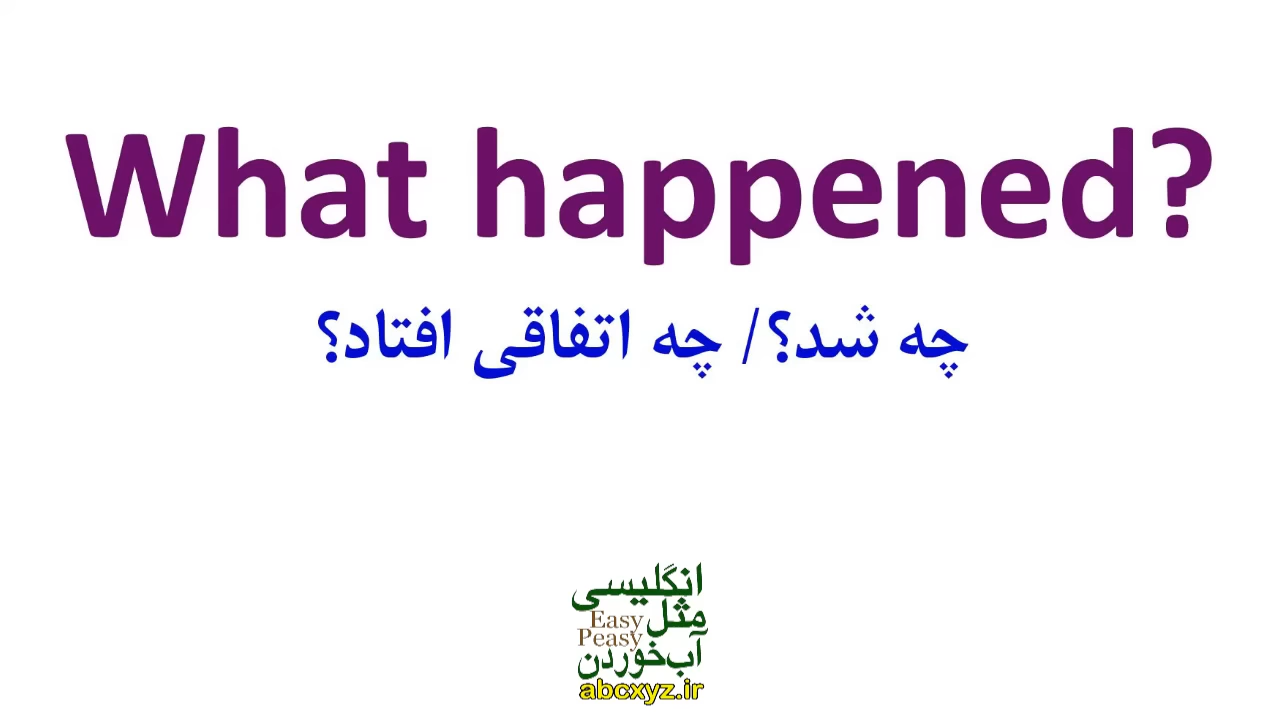 What happened?
چه شد؟/ چه اتفاقی افتاد؟
انگلیسی
مثل
Easy
Peasy
آب‌خوردن
abcxyz.ir